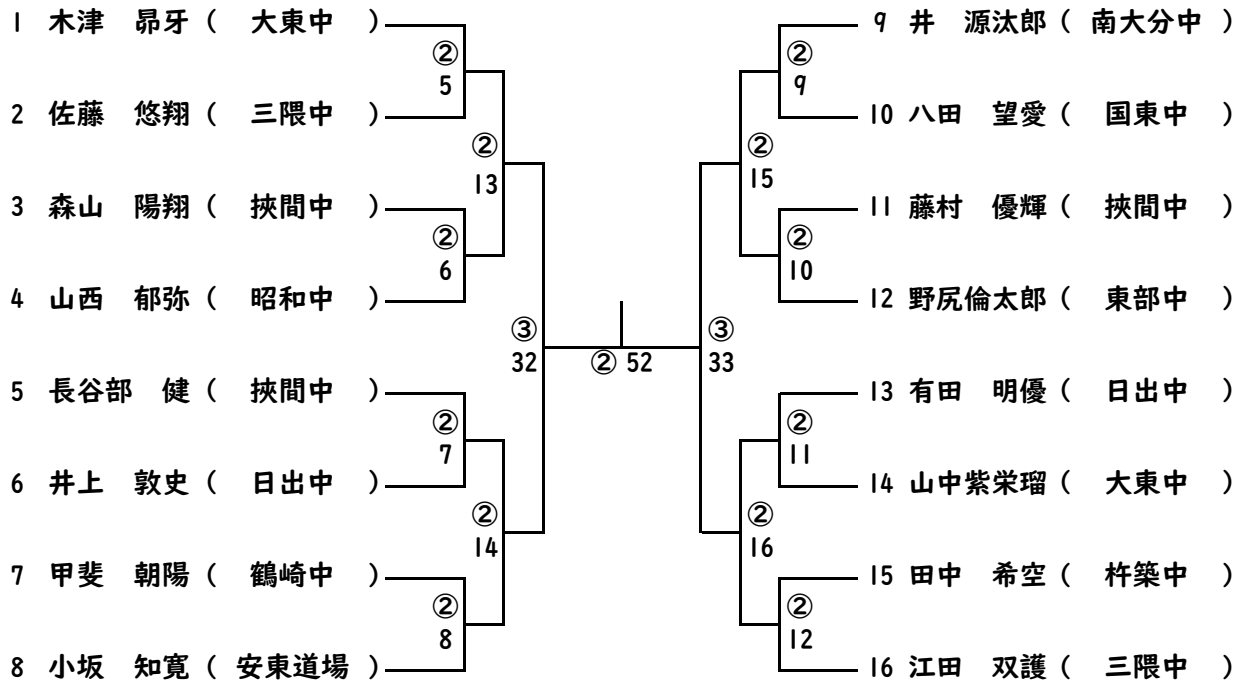 1 木津 昴牙 ( 大東中 )
②
5
2 佐藤 悠翔 ( 三隈中 )
②
13
3 森山 陽翔 ( 挾間中 )
②
6
4 山西 郁弥 ( 昭和中 )
③
32
5 長谷部 健 ( 挾間中 )
②
7
6 井上 敦史 ( 日出中 )
②
14
7 甲斐 朝陽 ( 鶴崎中 )
②
8
8 小坂 知寛 ( 安東道場 )
② 52
9 井 源汰郎 ( 南大分中 )
②
9
10 八田 望愛 ( 国東中 )
②
15
11 藤村 優輝 ( 挾間中 )
②
10
12 野尻倫太郎 ( 東部中 )
③
33
13 有田 明優 ( 日出中 )
②
11
14 山中紫栄瑠 ( 大東中 )
②
16
15 田中 希空 ( 杵築中 )
②
12
16 江田 双護 ( 三隈中 )